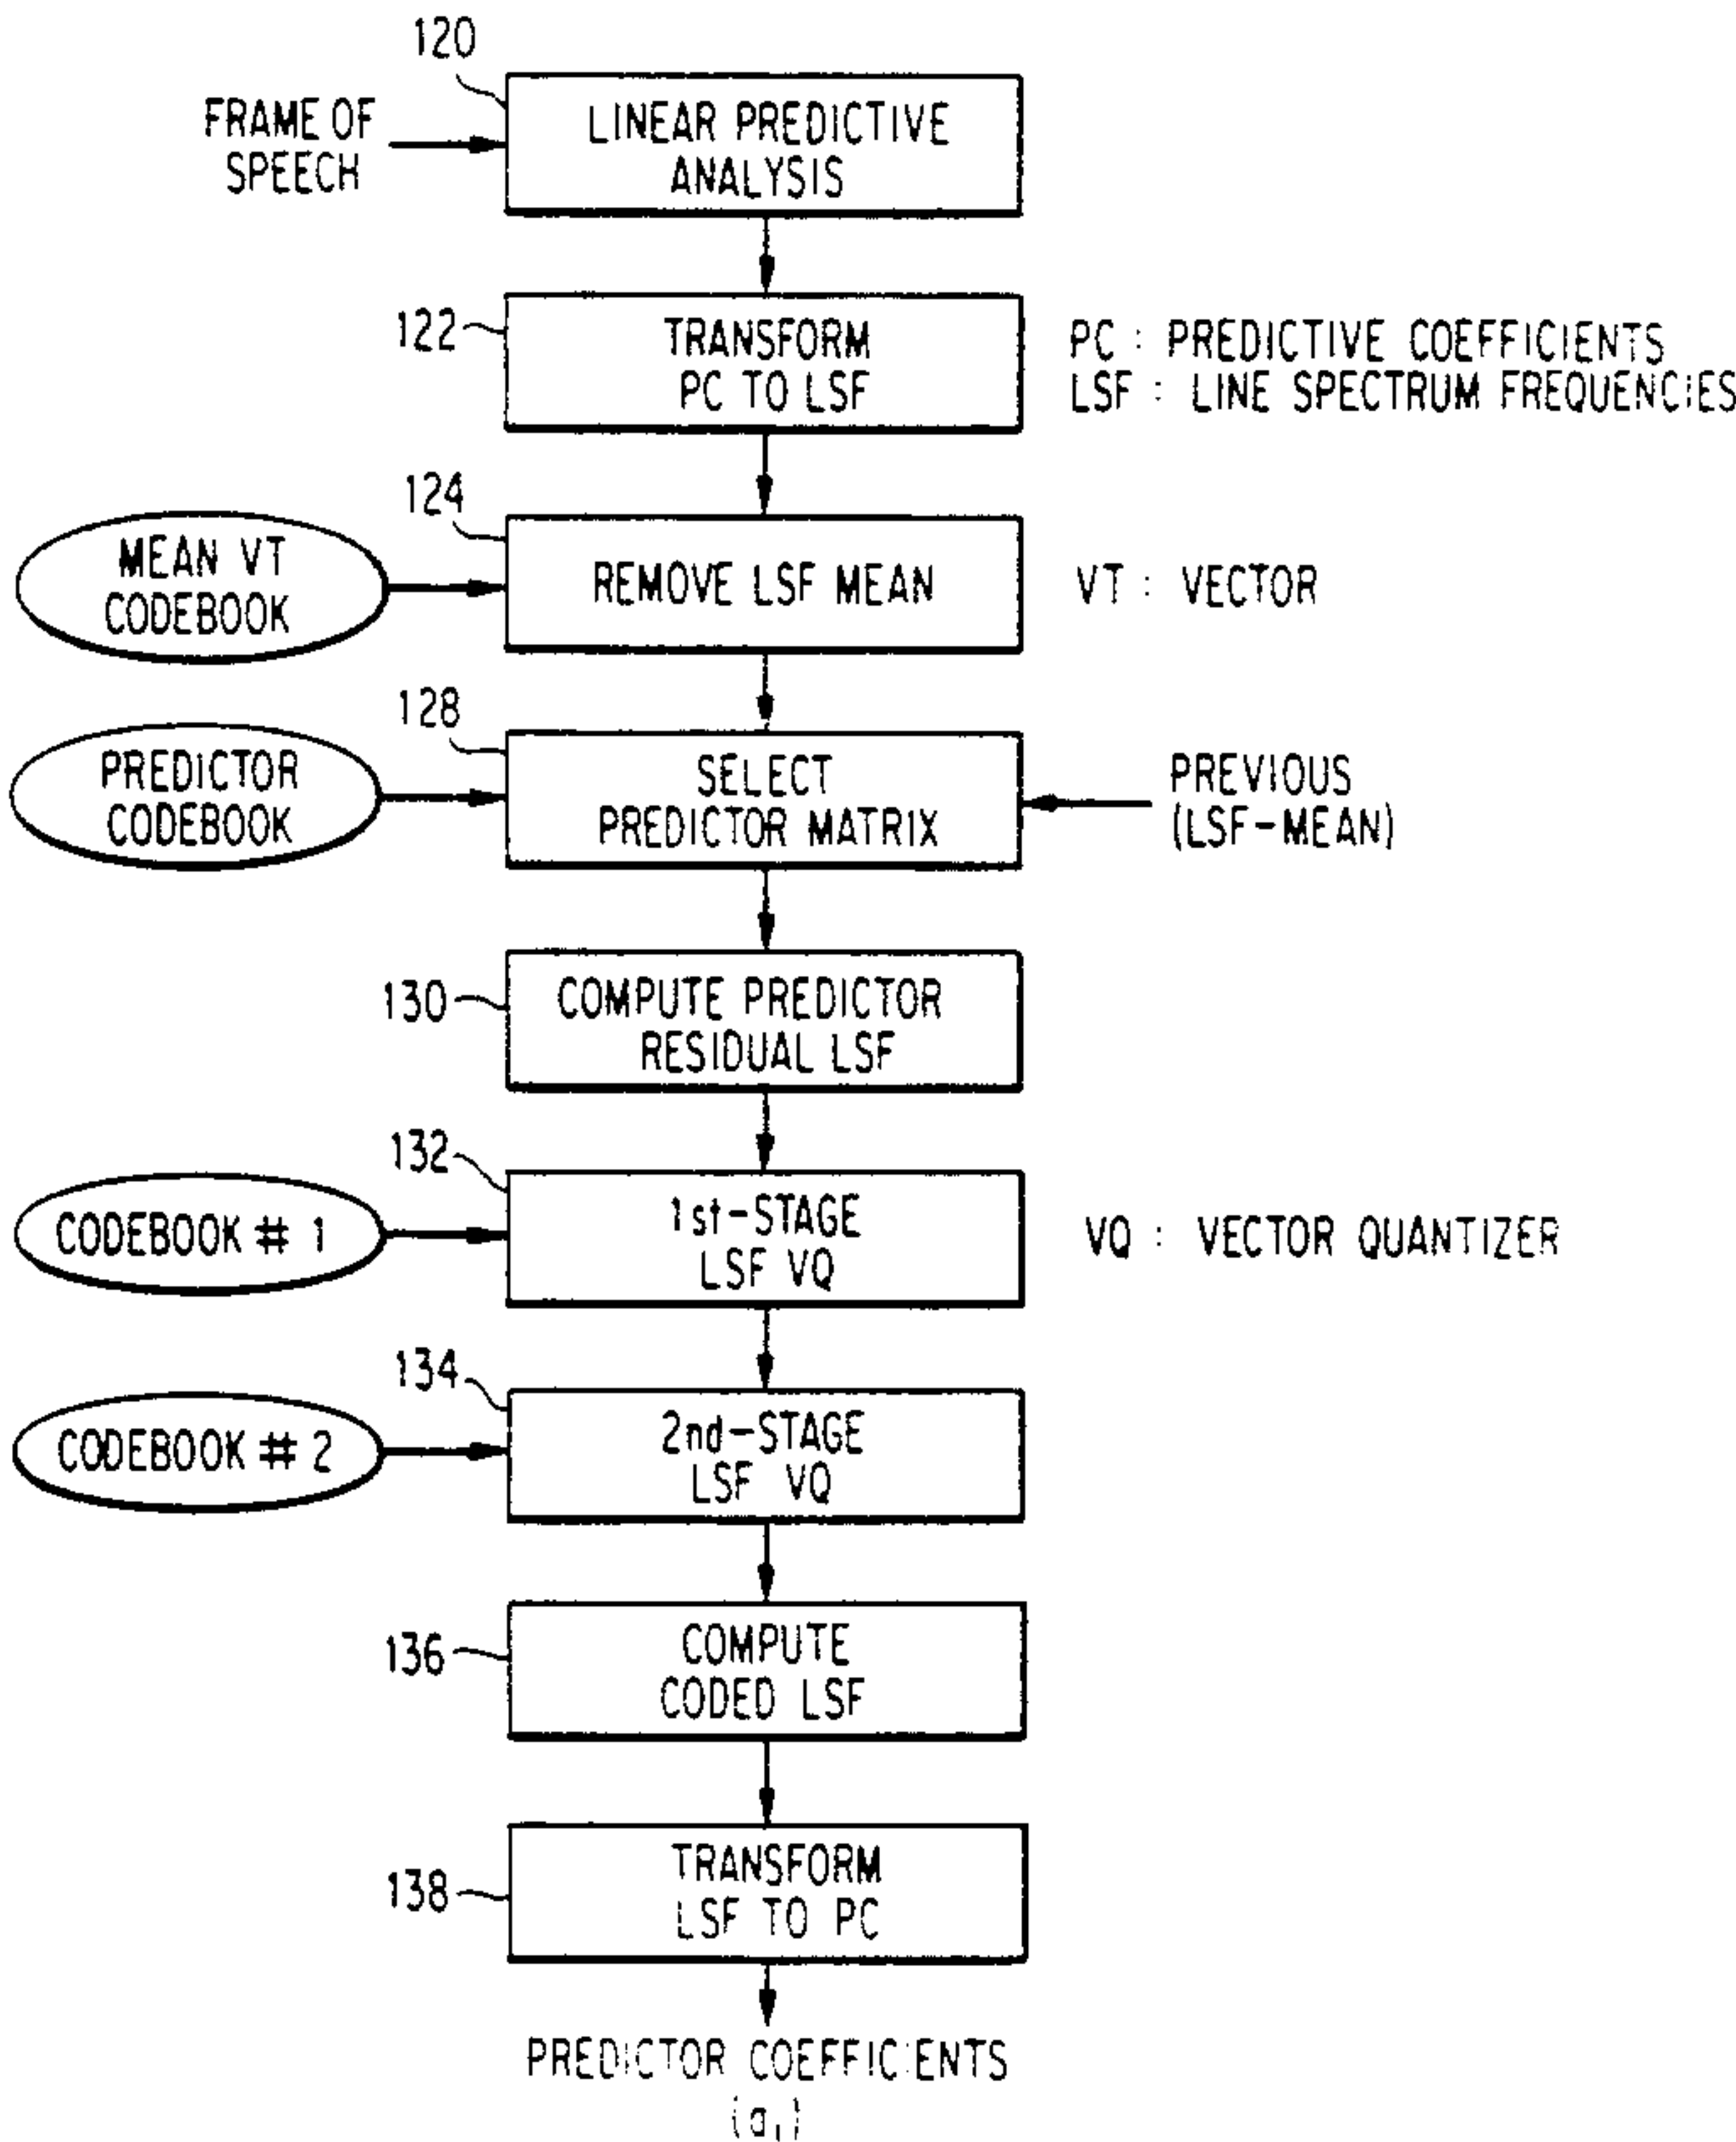 120
FRAME OF
SPEECH
LINEAR PREDICTIVE
ANALYSIS
122
TRANSFORM
PC TO LSF
PC : PREDICTIVE COEFFICIENTS
LSF : LINE SPECTRUM FREQUENCIES
124
MEAN VT
CODEBOOK
REMOVE LSF MEAN
VT : VECTOR
128
PREDICTOR
CODEBOOK
SELECT
PREDICTOR MATRIX
PREVIOUS
(LSF-MEAN)
130
COMPUTE PREDICTOR
RESIDUAL LSF
132
CODEBOOK # 1
1st-STAGE
LSF VQ
VQ : VECTOR QUANTIZER
134
CODEBOOK # 2
2nd-STAGE
LSF VQ
136
COMPUTE
CODED LSF
138
TRANSFORM
LSF TO PC
PREDICTOR COEFFICIENTS
(ai)